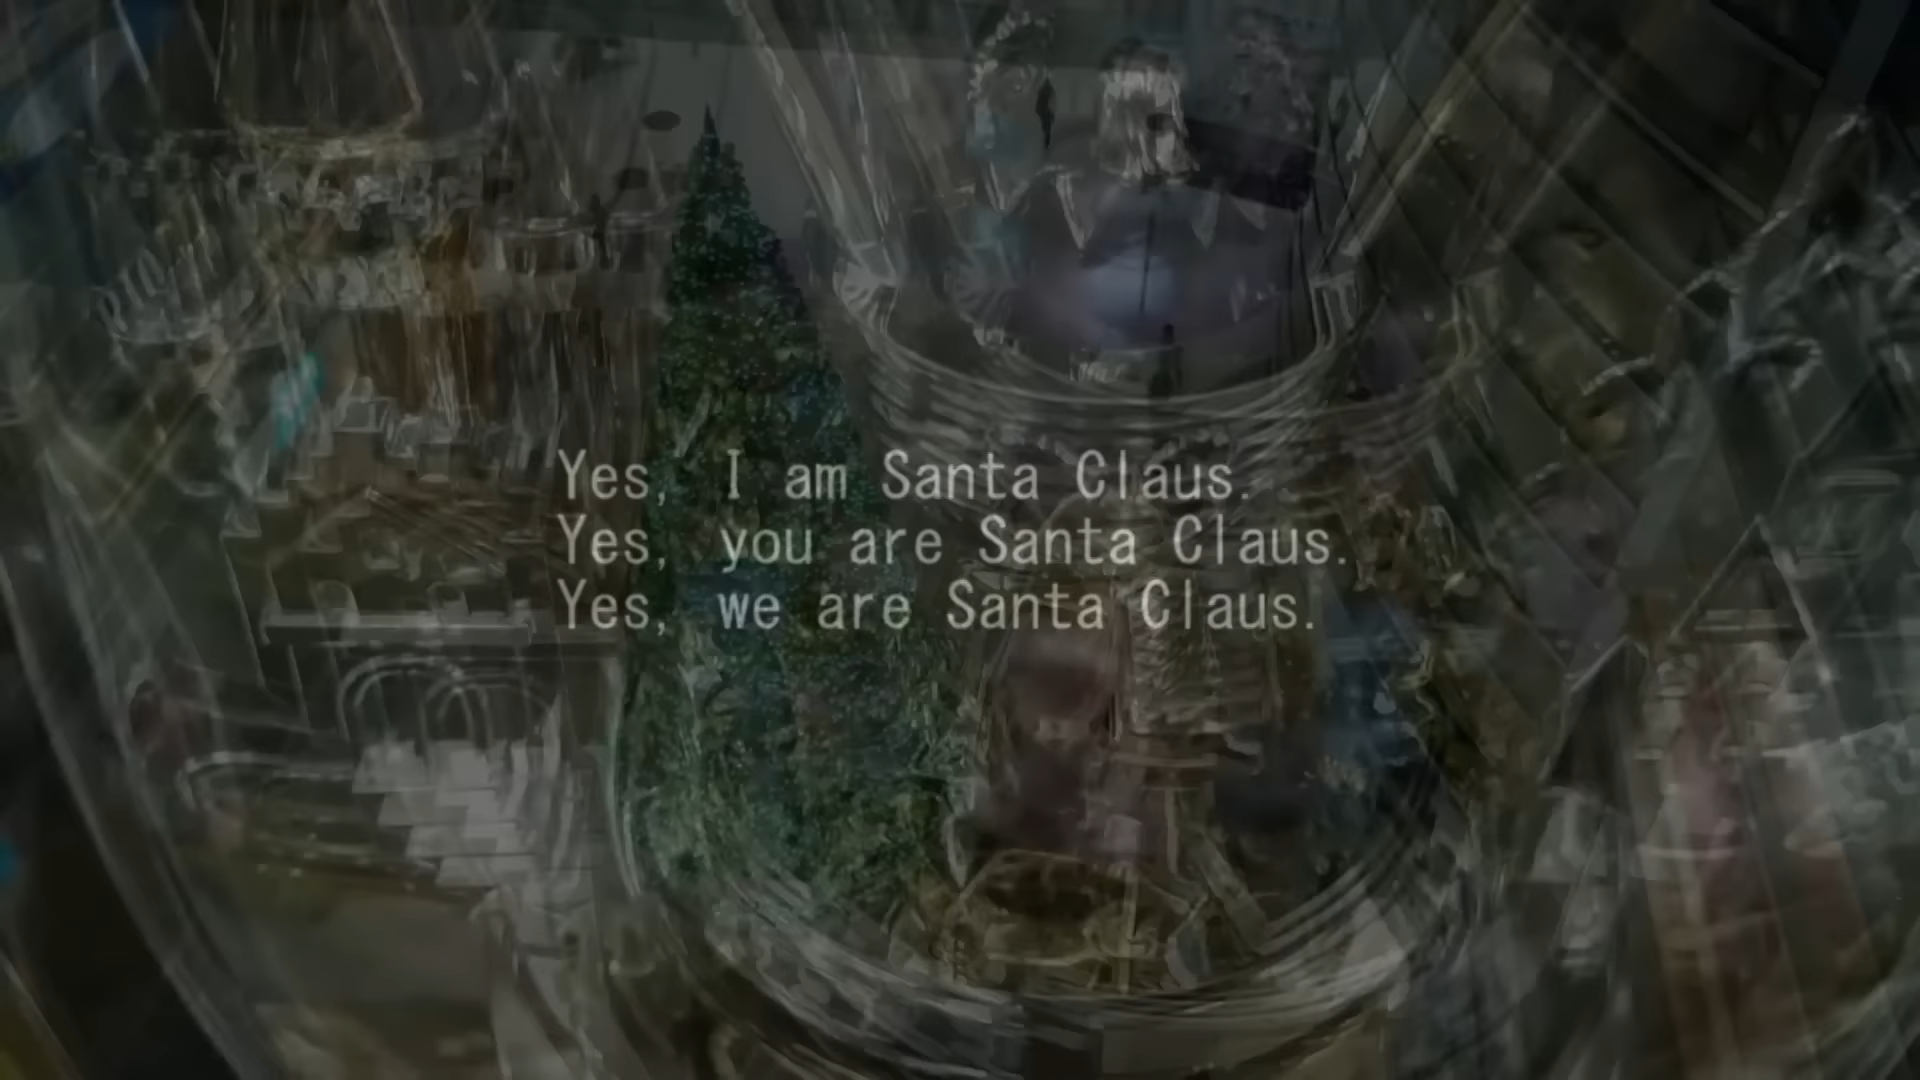 Yes, I am Santa Claus.
Yes, you are Santa Claus.
Yes, we are Santa Claus.